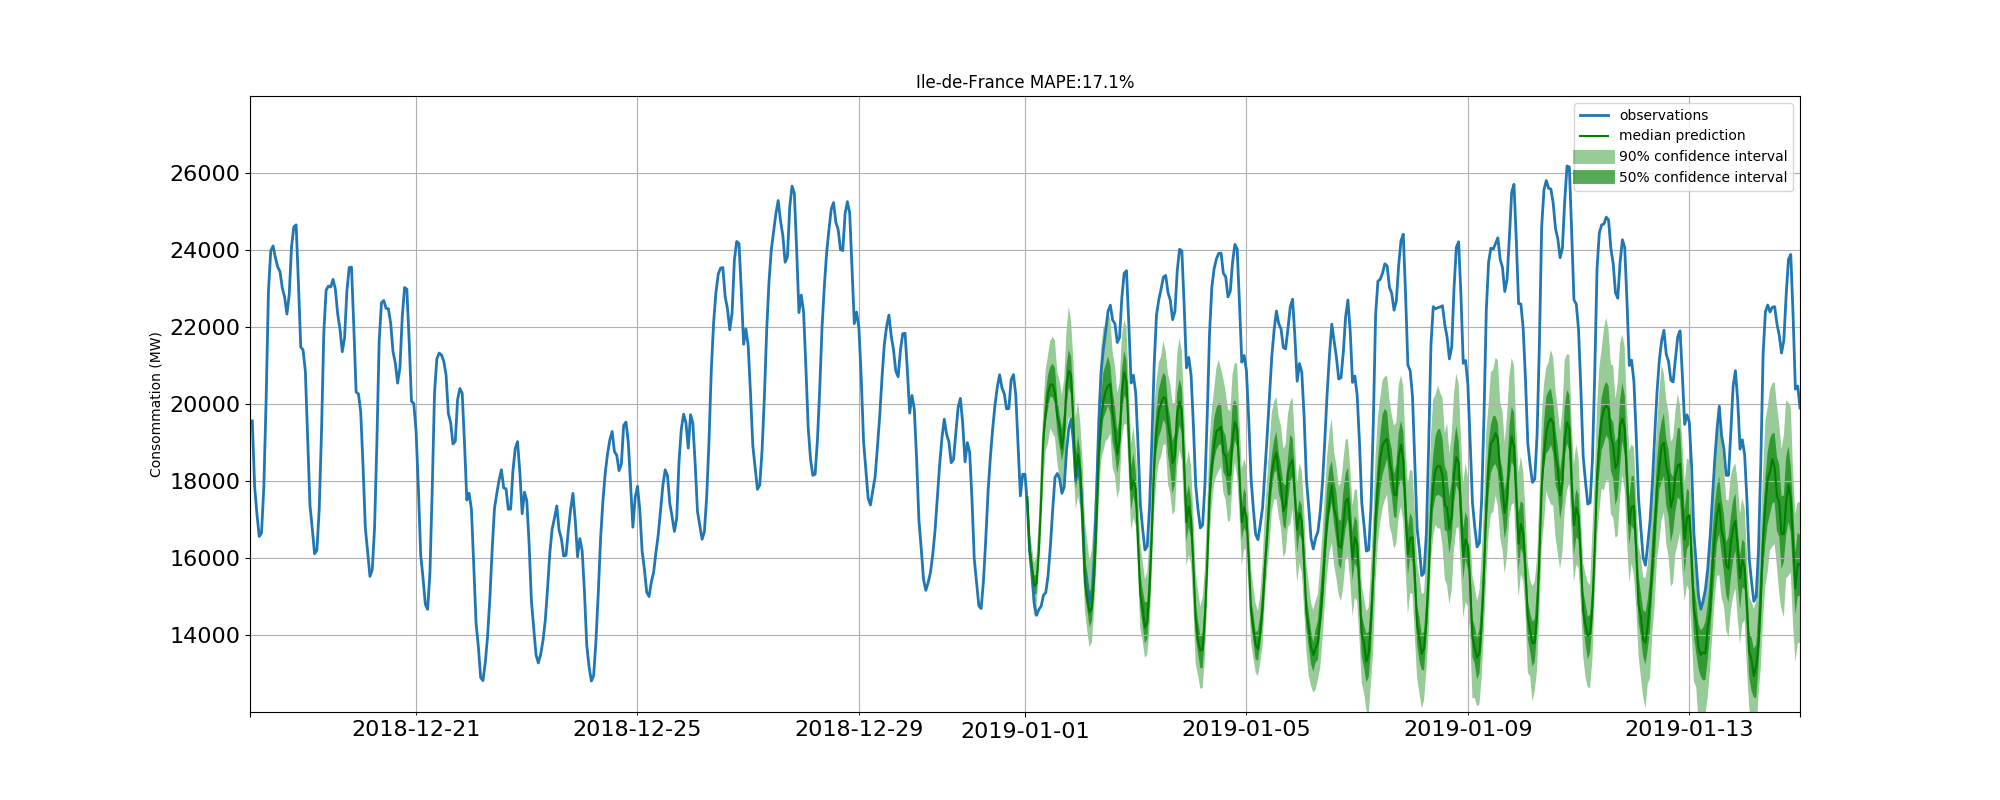 Ile-de-France MAPE:17.1%
observations
median prediction
90% confidence interval
50% confidence interval
Consommation (MW)
26000
24000
22000
20000
18000
16000
14000
2018-12-21 2018-12-25 2018-12-29 2019-01-01 2019-01-05 2019-01-09 2019-01-13